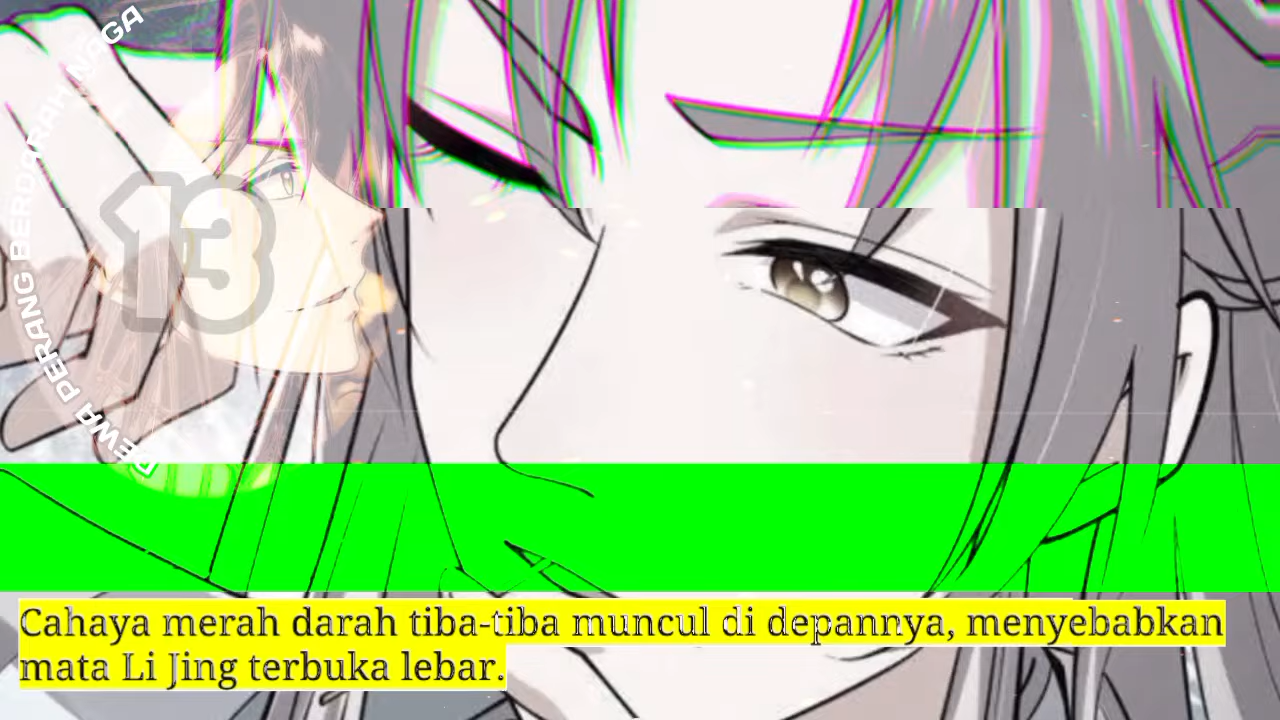 DEWA PERANG BERDARAH NAGA
13
Cahaya merah darah tiba-tiba muncul di depannya, menyebabkan
mata Li Jing terbuka lebar.